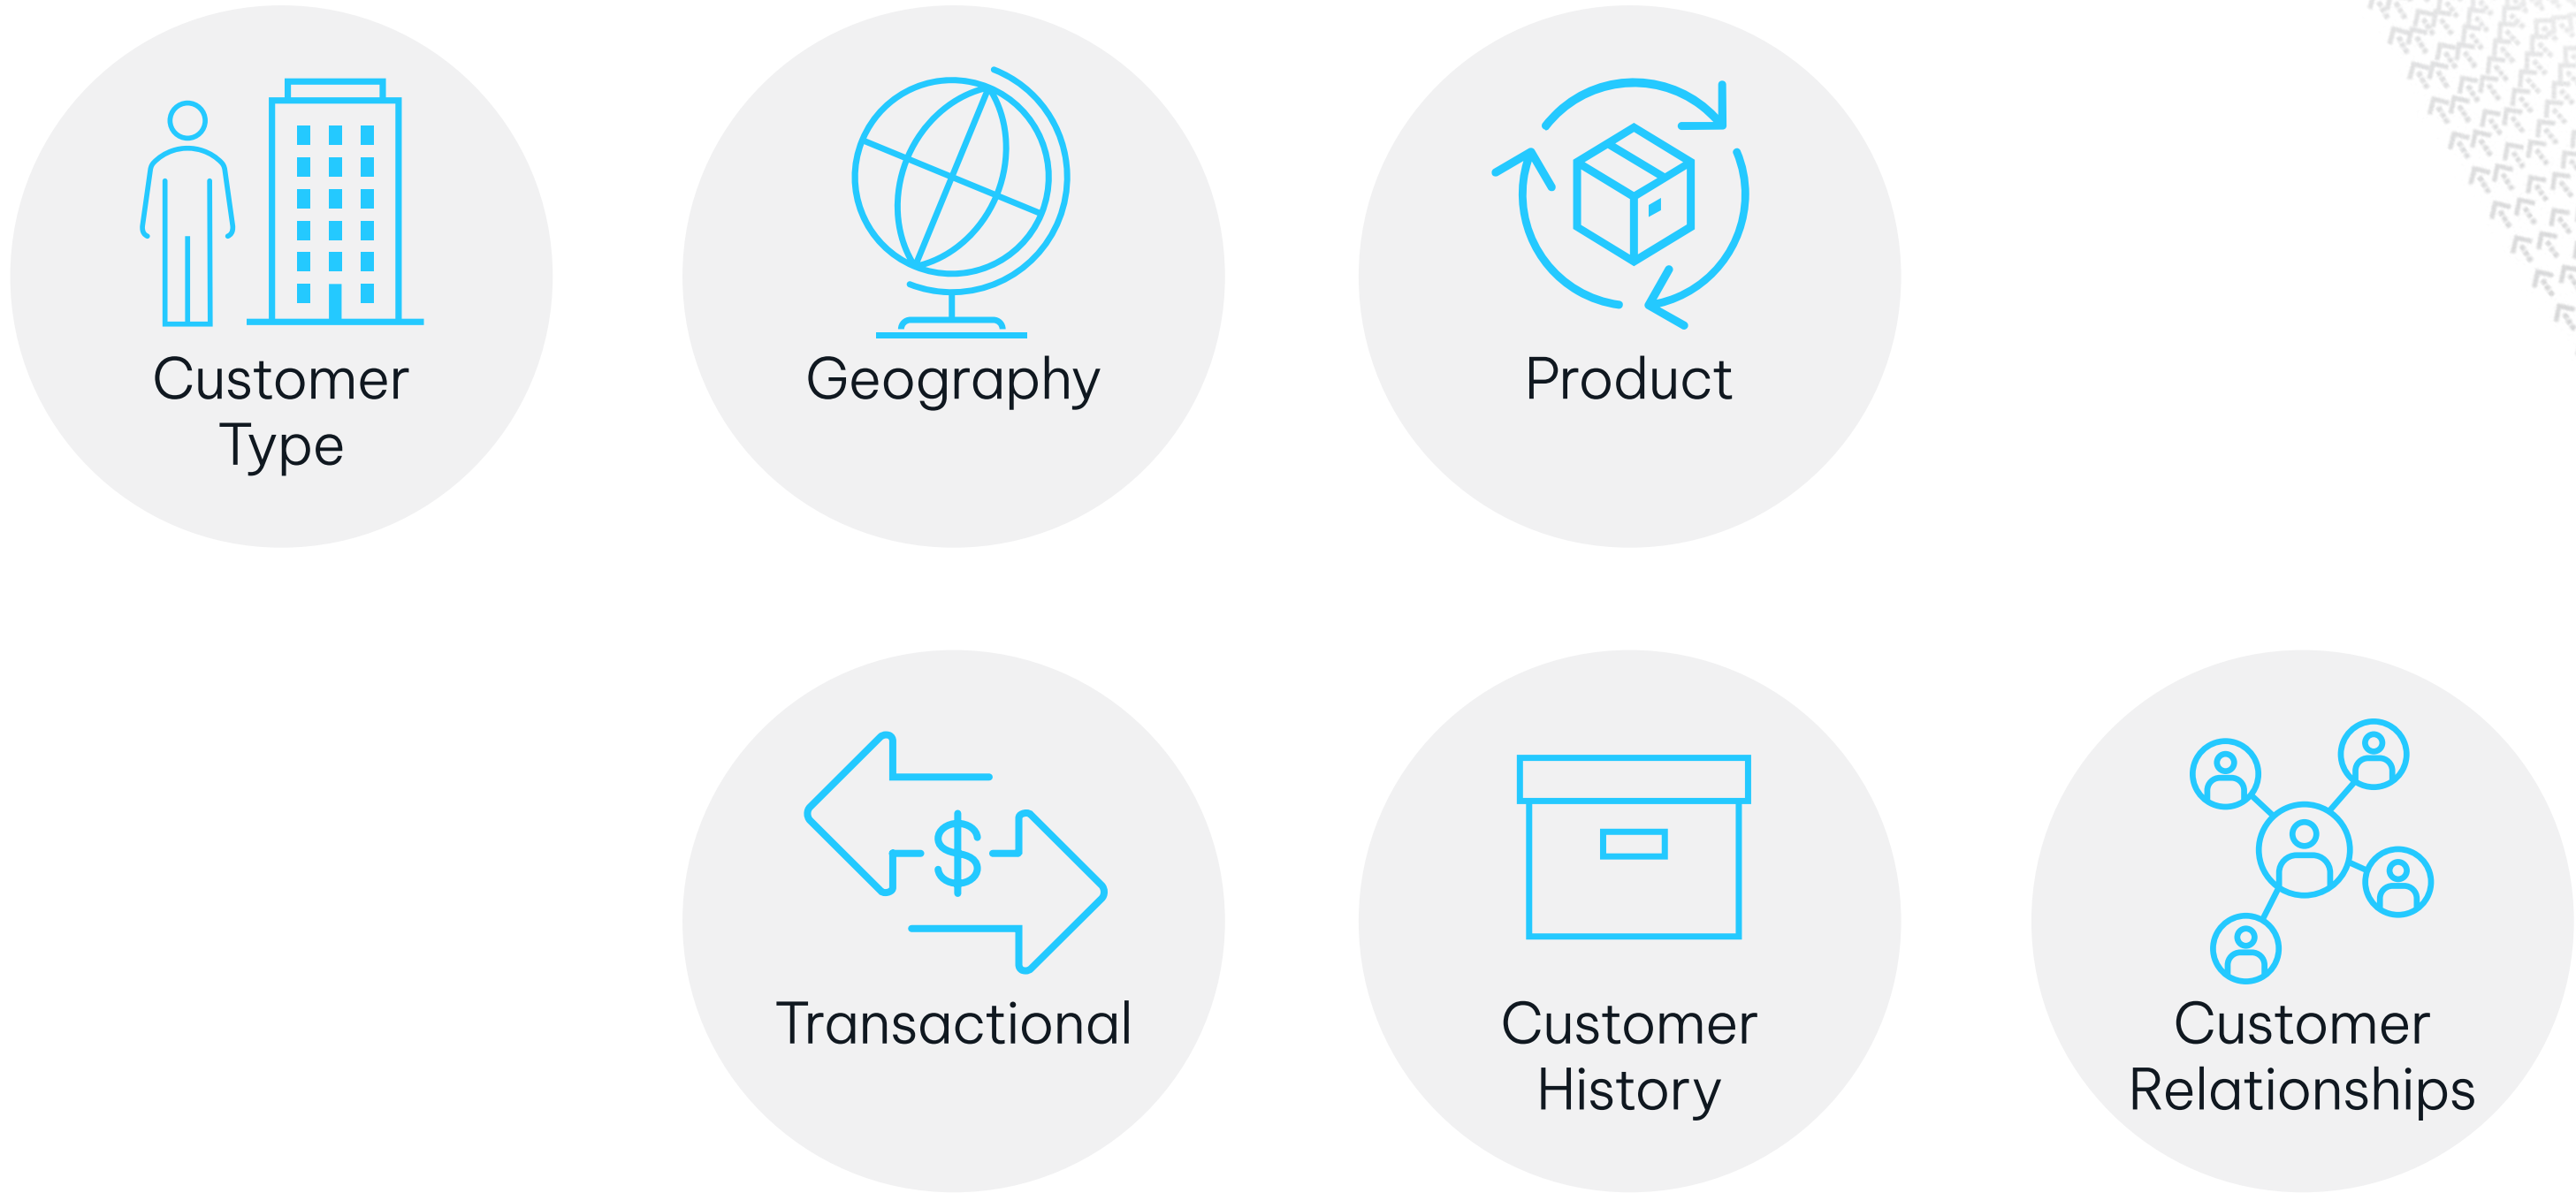 Customer
Type
Geography
Product
$
Transactional
Customer
History
Customer
Relationships